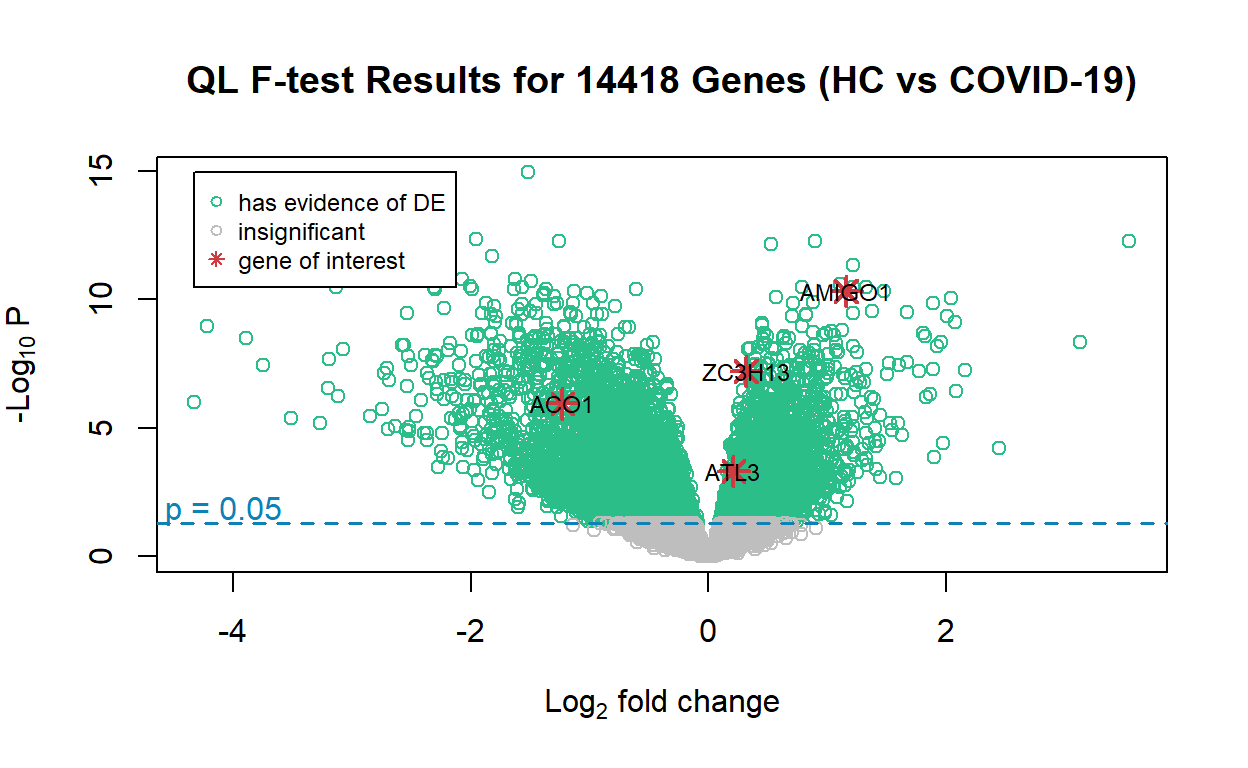 QL F-test Results for 14418 Genes (HC vs COVID-19)
-Log10 P
15
10
5
0
has evidence of DE
insignificant
gene of interest
AMIGO1
ZC3H13
ACO1
ATL3
p = 0.05
-4 -2 0 2
Log2 fold change